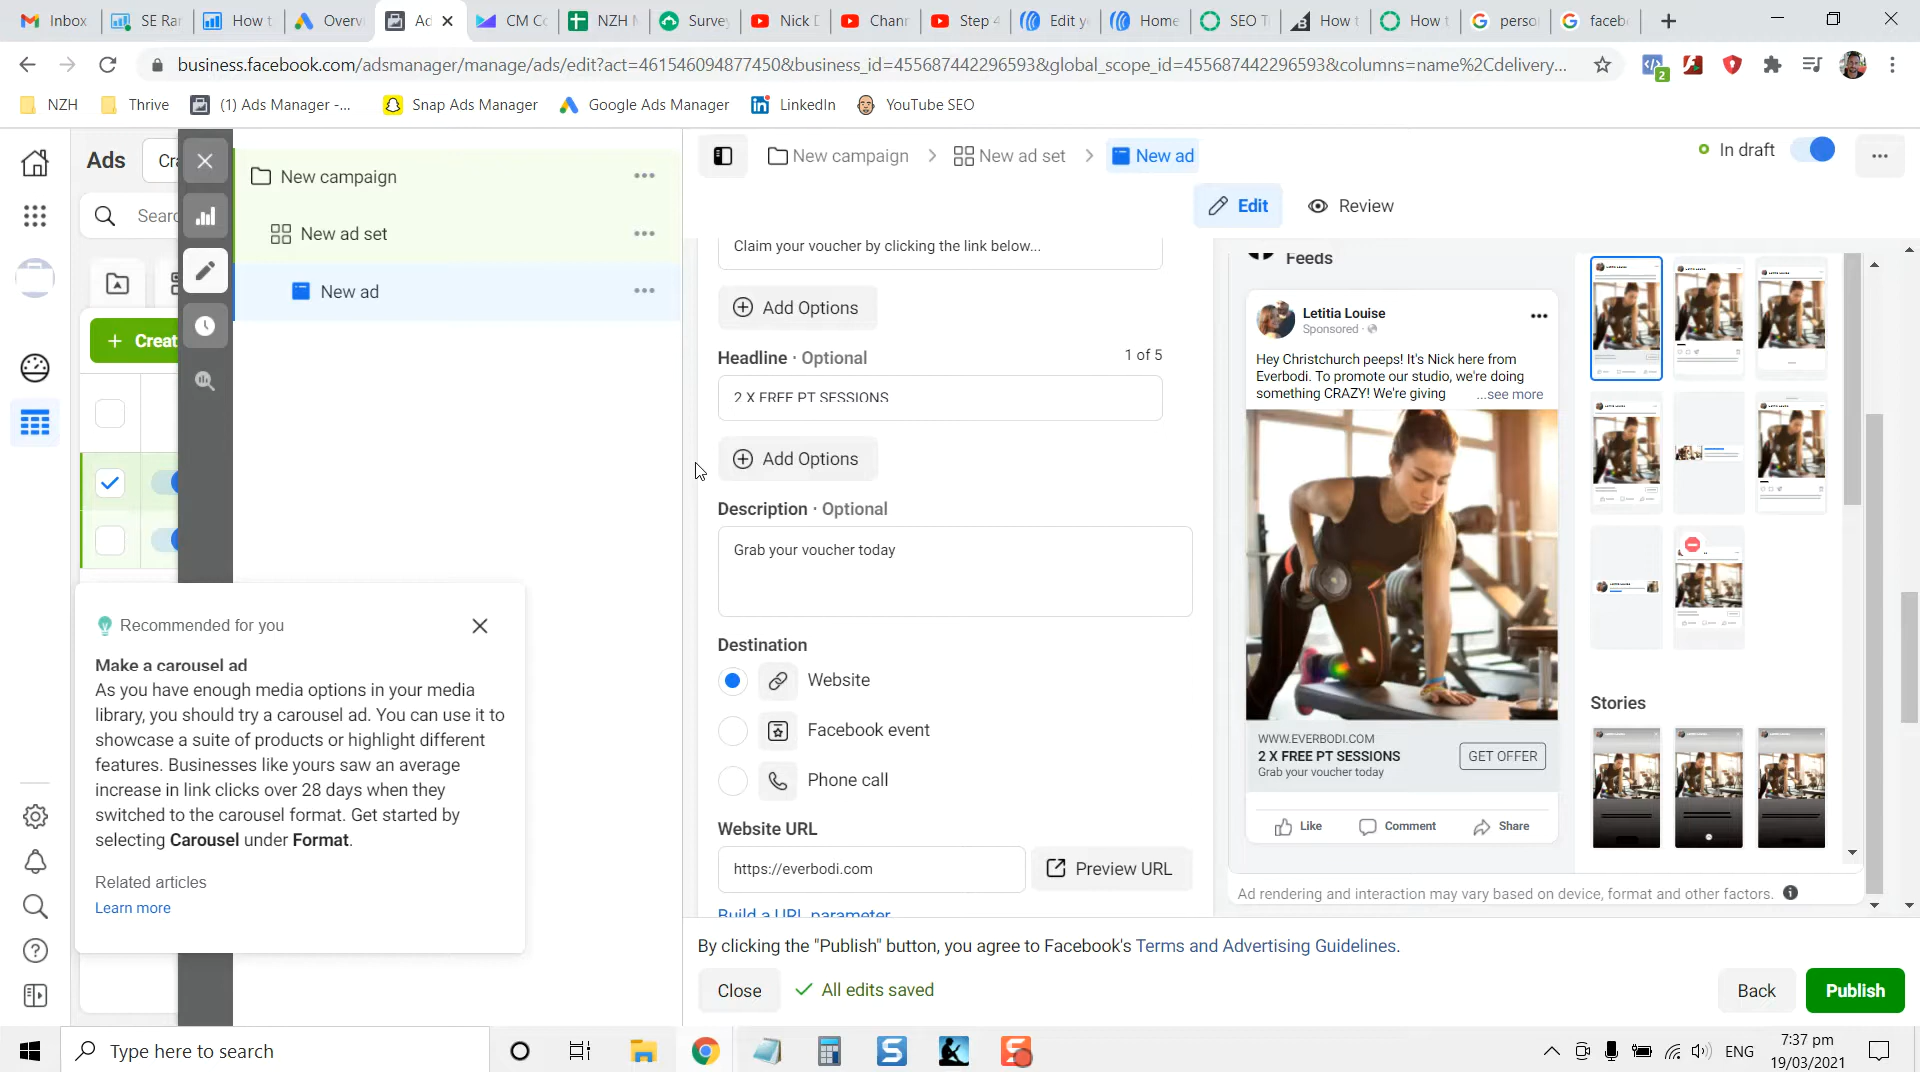 Inbox
SE Rar
How t
Overv
Ad
CM Co
NZH M
Survey
Nick D
Chann
Step 4
Edit yo
Home
SEO T
How t
How t
perso
faceb
business.facebook.com/adsmanager/manage/ads/edit?act=461546094877450&business_id=455687442296593&global_scope_id=455687442296593&columns=name%2Cdelivery...
2
NZH
Thrive
(1) Ads Manager -...
Snap Ads Manager
Google Ads Manager
LinkedIn
YouTube SEO
Ads
Cra
Searc
+ Creat
New campaign
New ad set
New ad
New campaign
New ad set
New ad
In draft
Edit
Review
Claim your voucher by clicking the link below...
Add Options
Headline · Optional
1 of 5
2 X FREE PT SESSIONS
Add Options
Description · Optional
Grab your voucher today
Destination
Website
Facebook event
Phone call
Website URL
https://everbodi.com
Preview URL
Build a URL parameter
Feeds
Letitia Louise
Sponsored ·
Hey Christchurch peeps! It's Nick here from
Everbodi. To promote our studio, we're doing
something CRAZY! We're giving ...see more
WWW.EVERBODI.COM
2 X FREE PT SESSIONS
Grab your voucher today
GET OFFER
Like
Comment
Share
Stories
Ad rendering and interaction may vary based on device, format and other factors.
Recommended for you
Make a carousel ad
As you have enough media options in your media
library, you should try a carousel ad. You can use it to
showcase a suite of products or highlight different
features. Businesses like yours saw an average
increase in link clicks over 28 days when they
switched to the carousel format. Get started by
selecting Carousel under Format.
Related articles
Learn more
By clicking the "Publish" button, you agree to Facebook's Terms and Advertising Guidelines.
Close
All edits saved
Back
Publish
Type here to search
ENG
7:37 pm
19/03/2021